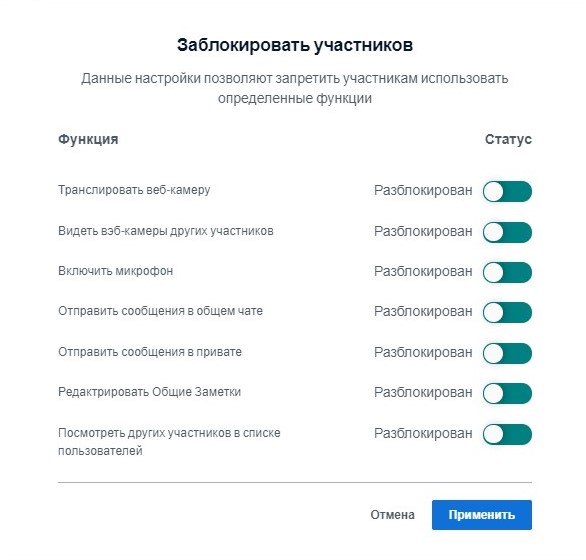 Заблокировать участников
Данные настройки позволяют запретить участникам использовать
определенные функции
Функция Статус
Транслировать веб-камеру Разблокирован
Видеть вэб-камеры других участников Разблокирован
Включить микрофон Разблокирован
Отправить сообщения в общем чате Разблокирован
Отправить сообщения в привате Разблокирован
Редактрировать Общие Заметки Разблокирован
Посмотреть других участников в списке Разблокирован
пользователей
Отмена Применить